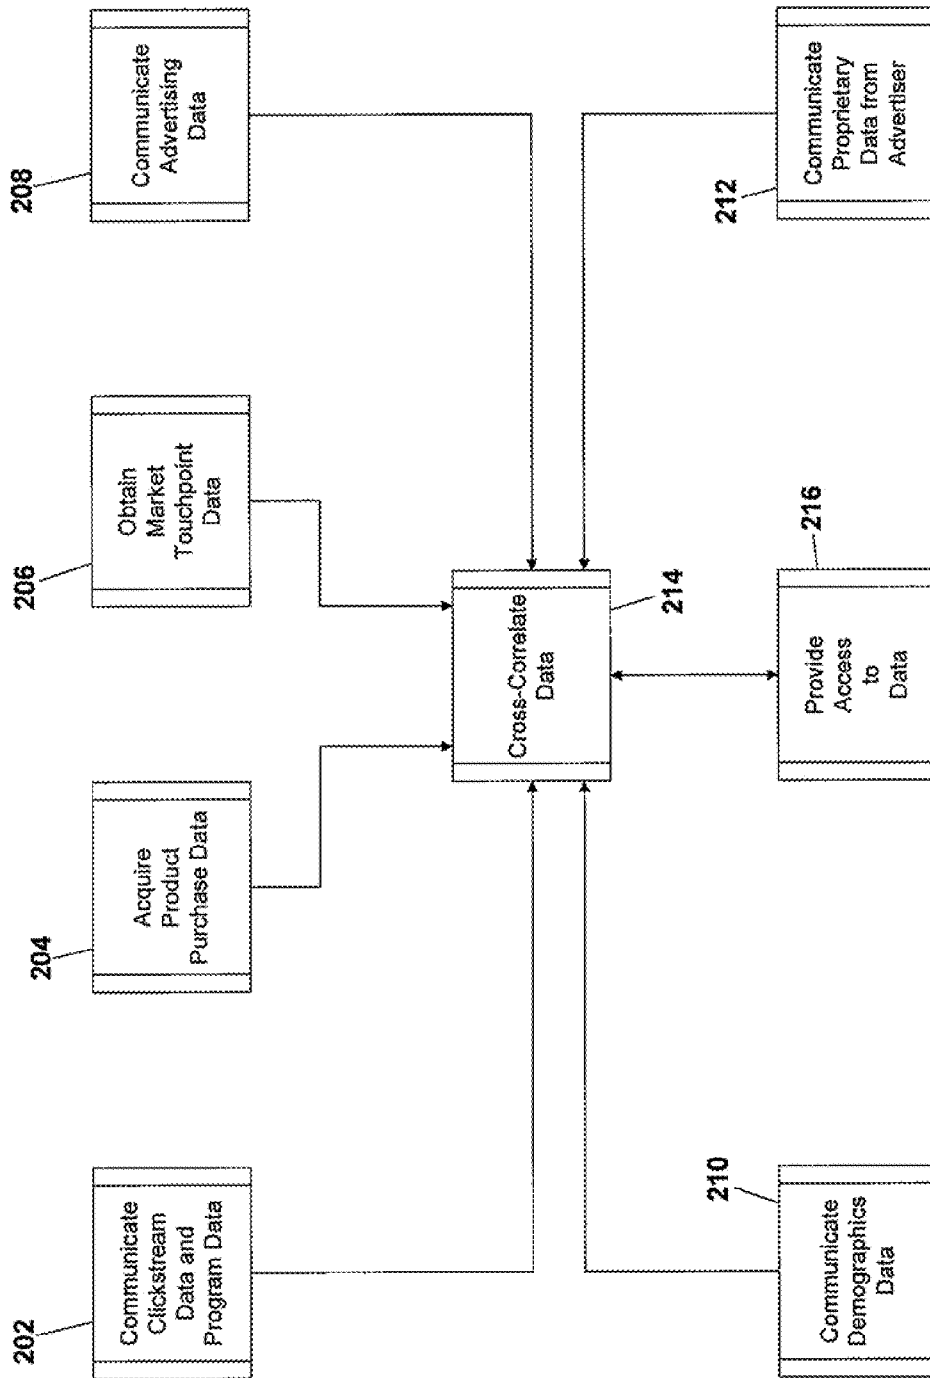 202
Communicate
Clickstream
Data and
Program Data
204
Acquire
Product
Purchase Data
206
Obtain
Market
Touchpoint
Data
208
Communicate
Advertising
Data
Cross-Correlate
Data
214
210
Communicate
Demographics
Data
Provide
Access
to
Data
216
212
Communicate
Proprietary
Data from
Advertiser